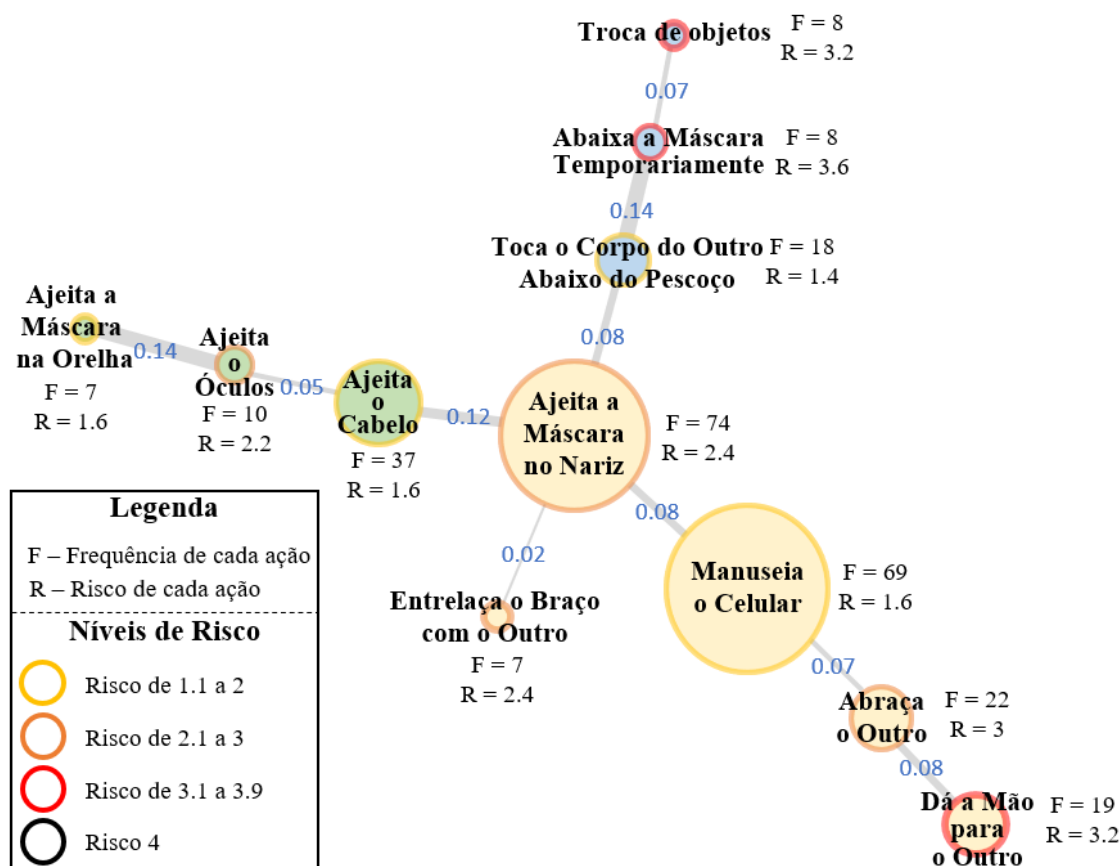 Troca de objetos
F = 8
R = 3.2
0.07
Abaixa a Máscara
Temporariamente
F = 8
R = 3.6
0.14
Toca o Corpo do Outro
Abaixo do Pescoço
F = 18
R = 1.4
0.08
Ajeita a
Máscara
na Orelha
F = 7
R = 1.6
0.14
Ajeita
o
Óculos
F = 10
R = 2.2
0.05
Ajeita
o
Cabelo
F = 37
R = 1.6
0.12
Ajeita a
Máscara
no Nariz
F = 74
R = 2.4
0.02
Entrelaça o Braço
com o Outro
F = 7
R = 2.4
0.08
Manuseia
o Celular
F = 69
R = 1.6
0.07
Abraça
o Outro
F = 22
R = 3
0.08
Dá a Mão
para
o Outro
F = 19
R = 3.2
Legenda
F – Frequência de cada ação
R – Risco de cada ação
Níveis de Risco
Risco de 1.1 a 2
Risco de 2.1 a 3
Risco de 3.1 a 3.9
Risco 4